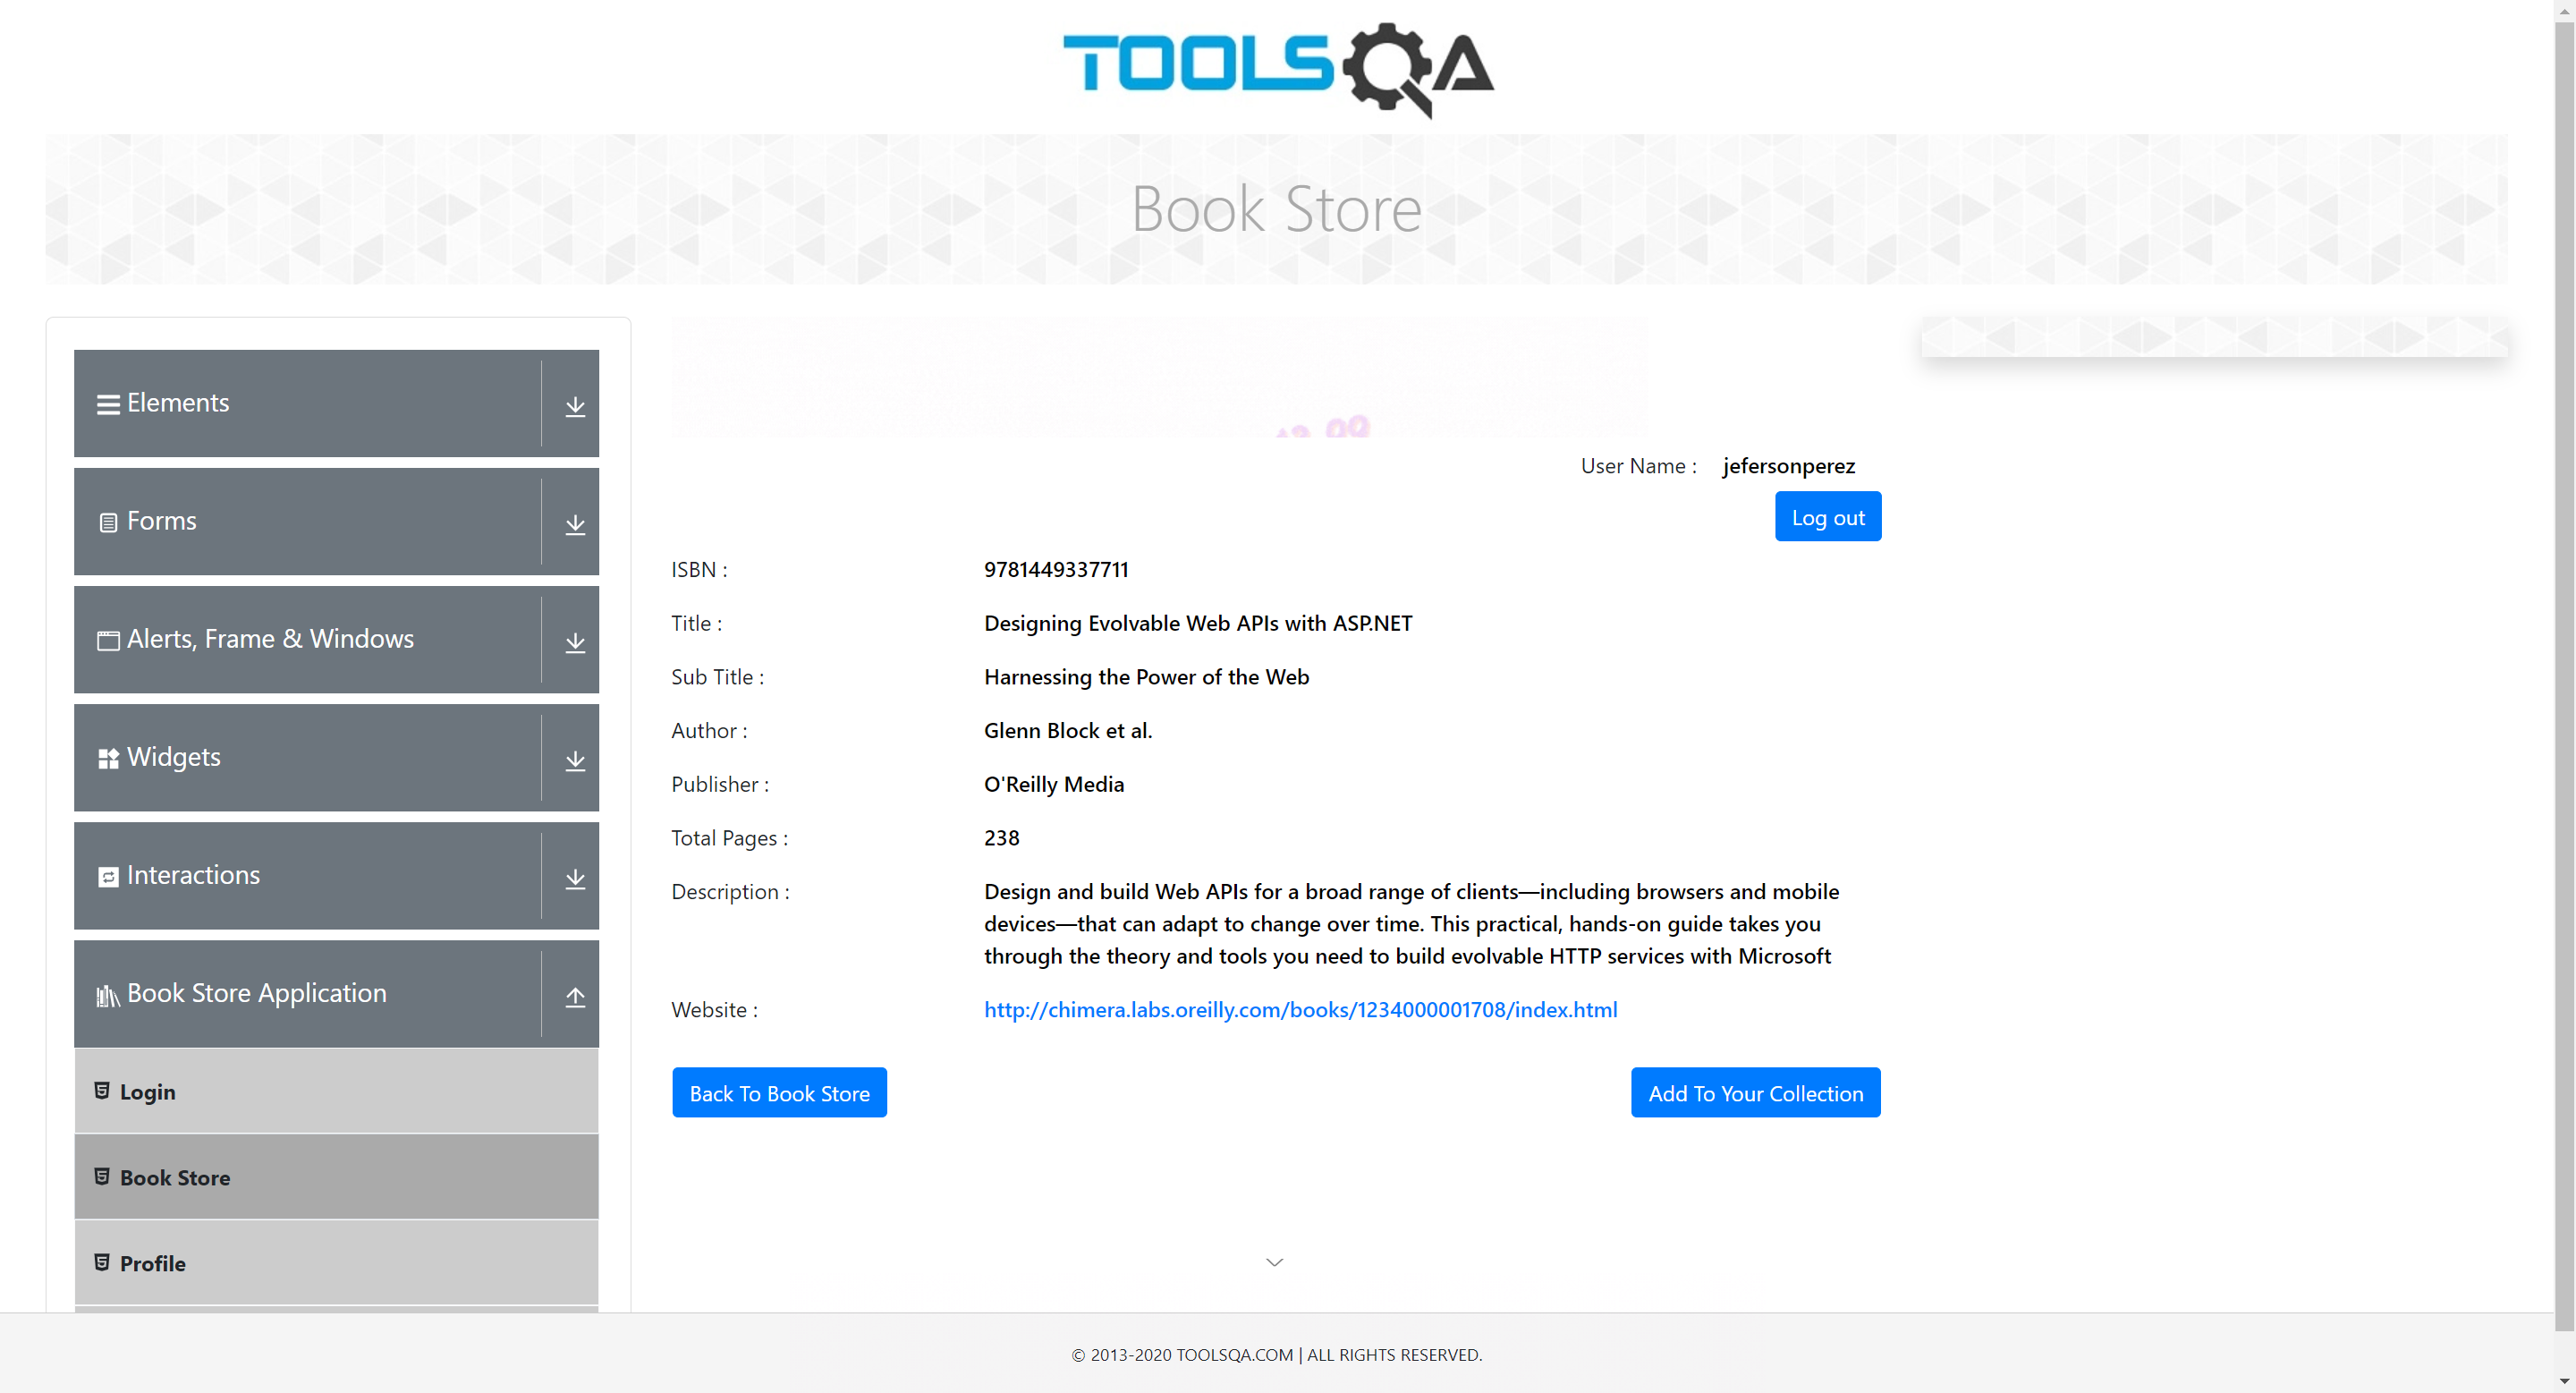 TOOLSQA
Book Store
Elements
Forms
Alerts, Frame & Windows
Widgets
Interactions
Book Store Application
Login
Book Store
Profile
User Name :
jefersonperez
Log out
ISBN :
9781449337711
Title :
Designing Evolvable Web APIs with ASP.NET
Sub Title :
Harnessing the Power of the Web
Author :
Glenn Block et al.
Publisher :
O'Reilly Media
Total Pages :
238
Description :
Design and build Web APIs for a broad range of clients—including browsers and mobile
devices—that can adapt to change over time. This practical, hands-on guide takes you
through the theory and tools you need to build evolvable HTTP services with Microsoft
Website :
http://chimera.labs.oreilly.com/books/1234000001708/index.html
Back To Book Store
Add To Your Collection
© 2013-2020 TOOLSQA.COM | ALL RIGHTS RESERVED.